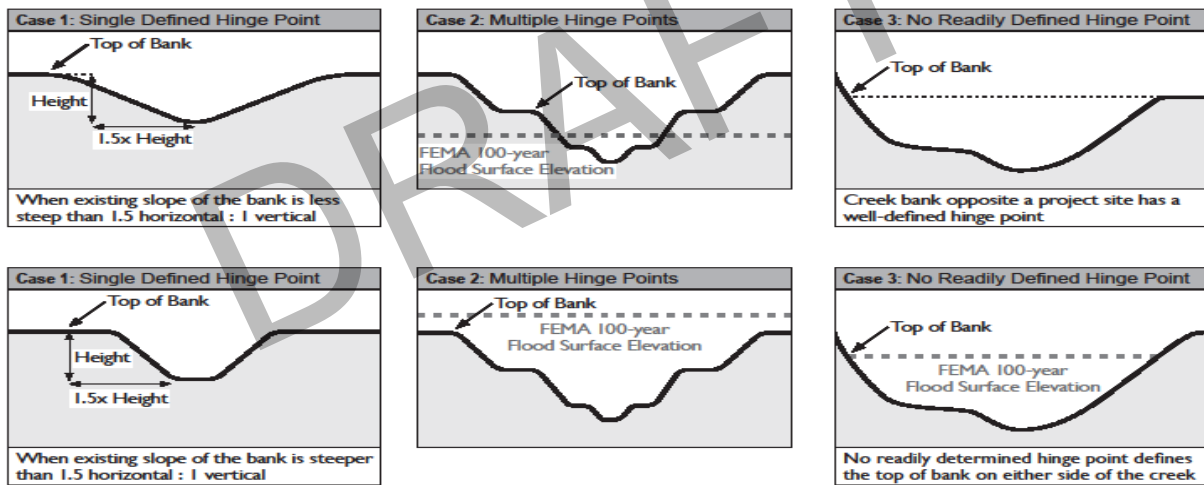 Case 1: Single Defined Hinge Point
Top of Bank
Height
1.5x Height
When existing slope of the bank is less
steep than 1.5 horizontal : 1 vertical
Case 2: Multiple Hinge Points
Top of Bank
FEMA 100-year
Flood Surface Elevation
Case 3: No Readily Defined Hinge Point
Top of Bank
Creek bank opposite a project site has a
well-defined hinge point
Case 1: Single Defined Hinge Point
Top of Bank
Height
1.5x Height
When existing slope of the bank is steeper
than 1.5 horizontal : 1 vertical
Case 2: Multiple Hinge Points
Top of Bank
FEMA 100-year
Flood Surface Elevation
Case 3: No Readily Defined Hinge Point
Top of Bank
FEMA 100-year
Flood Surface Elevation
No readily determined hinge point defines
the top of bank on either side of the creek
DRAFT